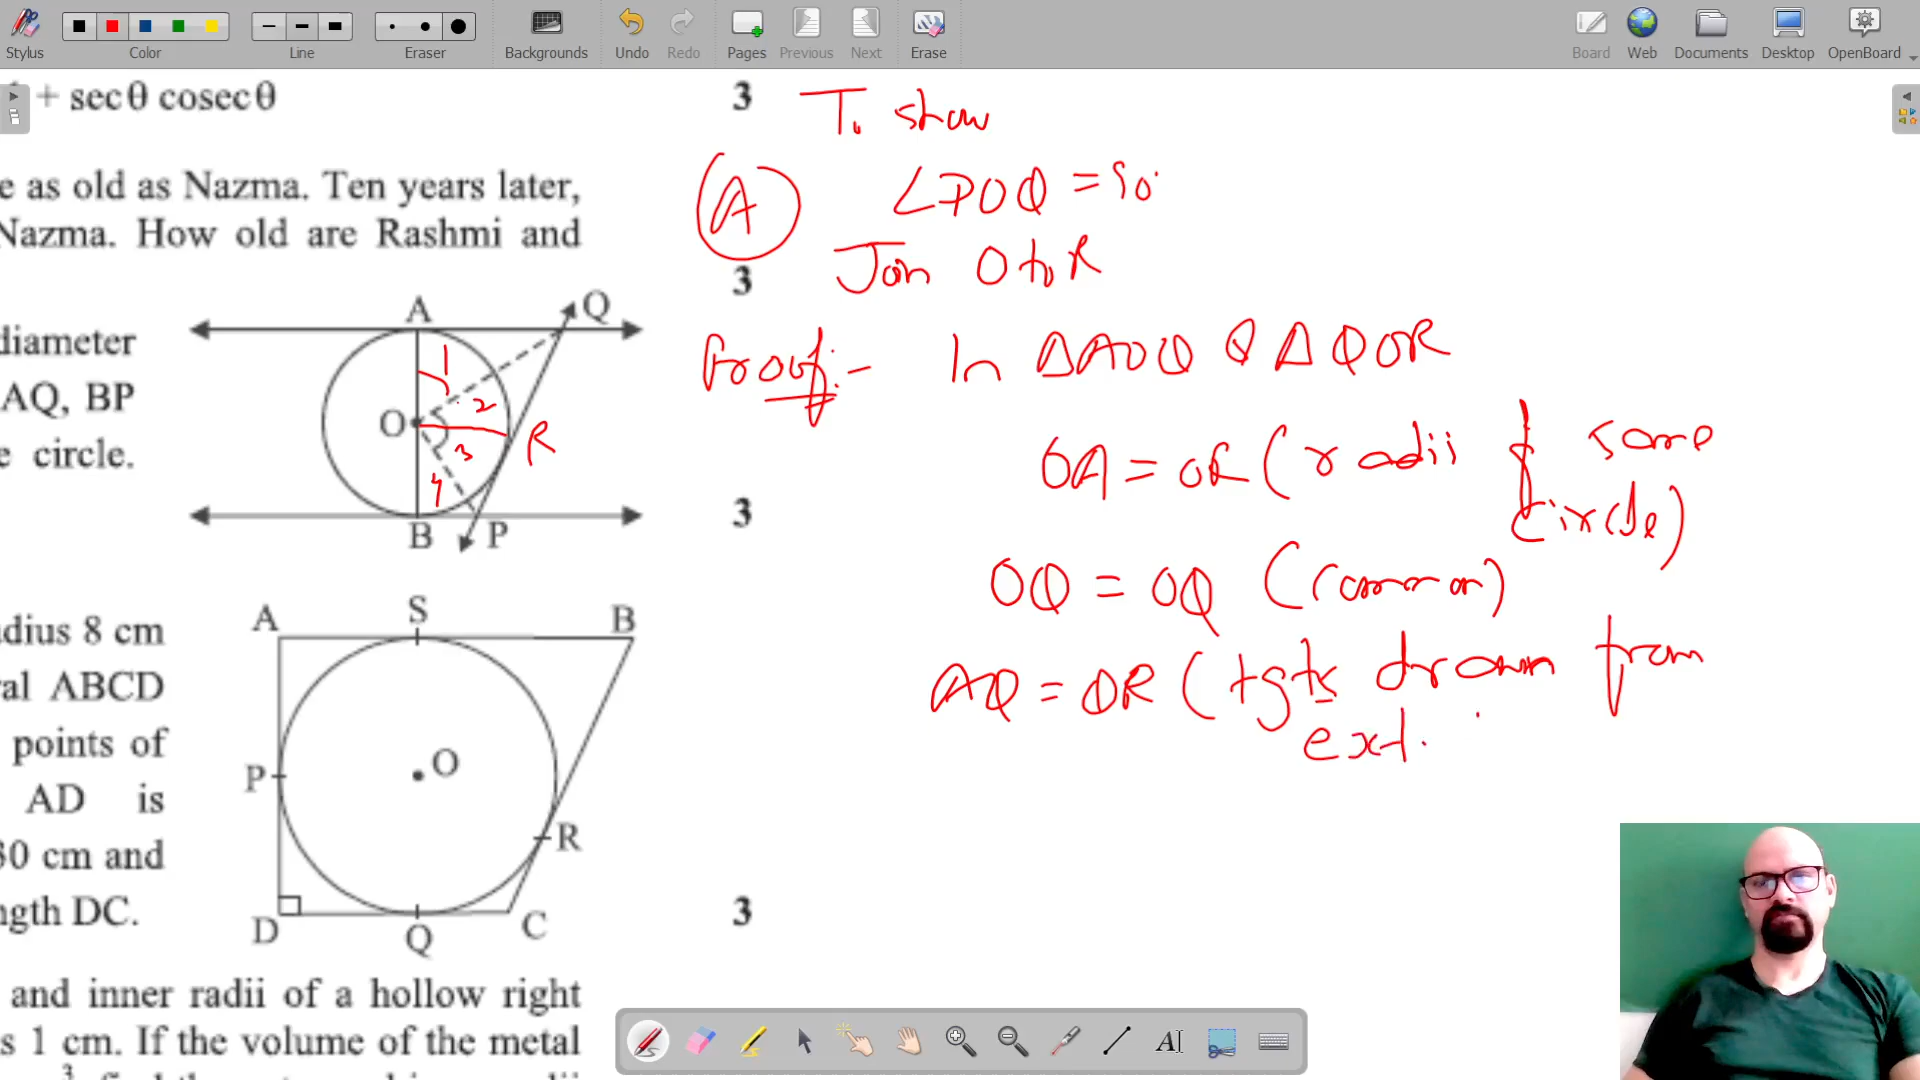 Stylus
Color
Line
Eraser
Backgrounds
Undo
Redo
Pages
Previous
Next
Erase
Board
Web
Documents
Desktop
OpenBoard
+ secθ cosecθ
3
e as old as Nazma. Ten years later,
Nazma. How old are Rashmi and
3
diameter
AQ, BP
e circle.
A
Q
O
B
P
1
2
3
4
R
3
dius 8 cm
al ABCD
points of
AD is
30 cm and
ngth DC.
A
S
B
P
O
R
D
Q
C
3
and inner radii of a hollow right
s 1 cm. If the volume of the metal
3
To show
A
∠POQ = 90°
Join O to R
Proof:- In ΔAOQ & ΔQOR
OA = OR (radii of same
circle)
OQ = OQ (common)
AQ = QR (tgts drawn from
ext.
AI